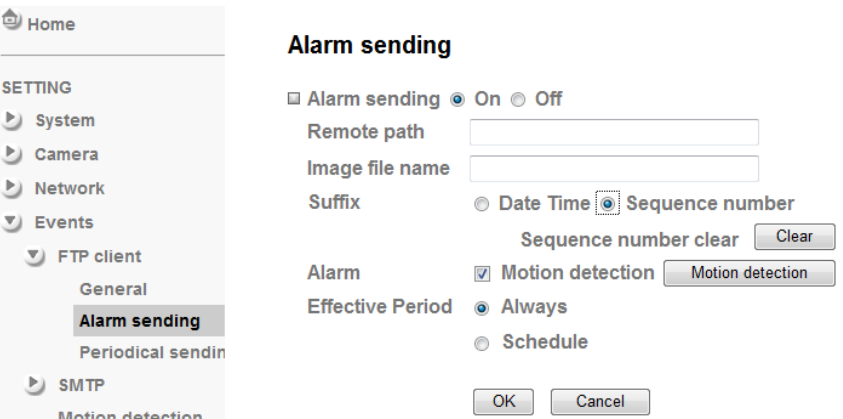 Home
SETTING
System
Camera
Network
Events
FTP client
General
Alarm sending
Periodical sendin
SMTP
Motion detection
Alarm sending
Alarm sending On Off
Remote path
Image file name
Suffix Date Time Sequence number
Sequence number clear Clear
Alarm Motion detection Motion detection
Effective Period Always
Schedule
OK Cancel